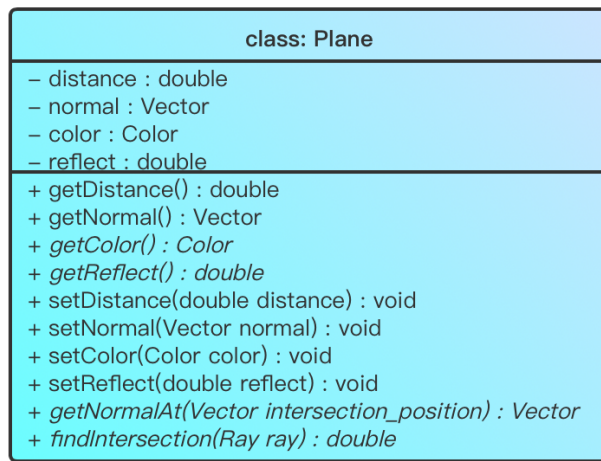 class: Plane
– distance : double
– normal : Vector
– color : Color
– reflect : double
+ getDistance() : double
+ getNormal() : Vector
+ getColor() : Color
+ getReflect() : double
+ setDistance(double distance) : void
+ setNormal(Vector normal) : void
+ setColor(Color color) : void
+ setReflect(double reflect) : void
+ getNormalAt(Vector intersection_position) : Vector
+ findIntersection(Ray ray) : double